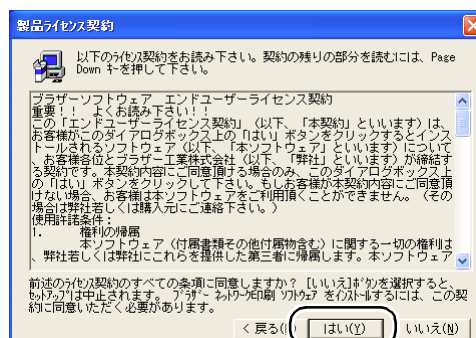 製品ライセンス契約
以下のライセンス契約をお読み下さい。契約の残りの部分を読むには、Page
Down キーを押して下さい。
ブラザーソフトウェア エンドユーザーライセンス契約
重要!! よくお読み下さい!!
この「エンドユーザーライセンス契約」(以下、「本契約」といいます)は、
お客様がこのダイアログボックス上の「はい」ボタンをクリックするとインス
トールされるソフトウェア(以下、「本ソフトウェア」といいます)について
、お客様各位とブラザー工業株式会社(以下、「弊社」といいます)が締結す
る契約です。本契約内容にご同意頂ける場合のみ、このダイアログボックス上
の「はい」ボタンをクリックして下さい。もしお客様が本契約内容にご同意頂
けない場合、お客様は本ソフトウェアをご利用頂くことができません。(その
場合は弊社若しくは購入元にご連絡下さい。)
使用許諾条件:
1. 権利の帰属
本ソフトウェア(付属書類その他付属物含む)に関する一切の権利は
、弊社若しくは弊社にこれらを提供した第三者に帰属します。本ソフトウェア
前述のライセンス契約のすべての条項に同意しますか? [いいえ]ボタンを選択すると、
セットアップは中止されます。 ブラザー ネットワーク印刷 ソフトウェア をインストールするには、この契
約に同意いただく必要があります。
< 戻る( はい(Y) いいえ(N)